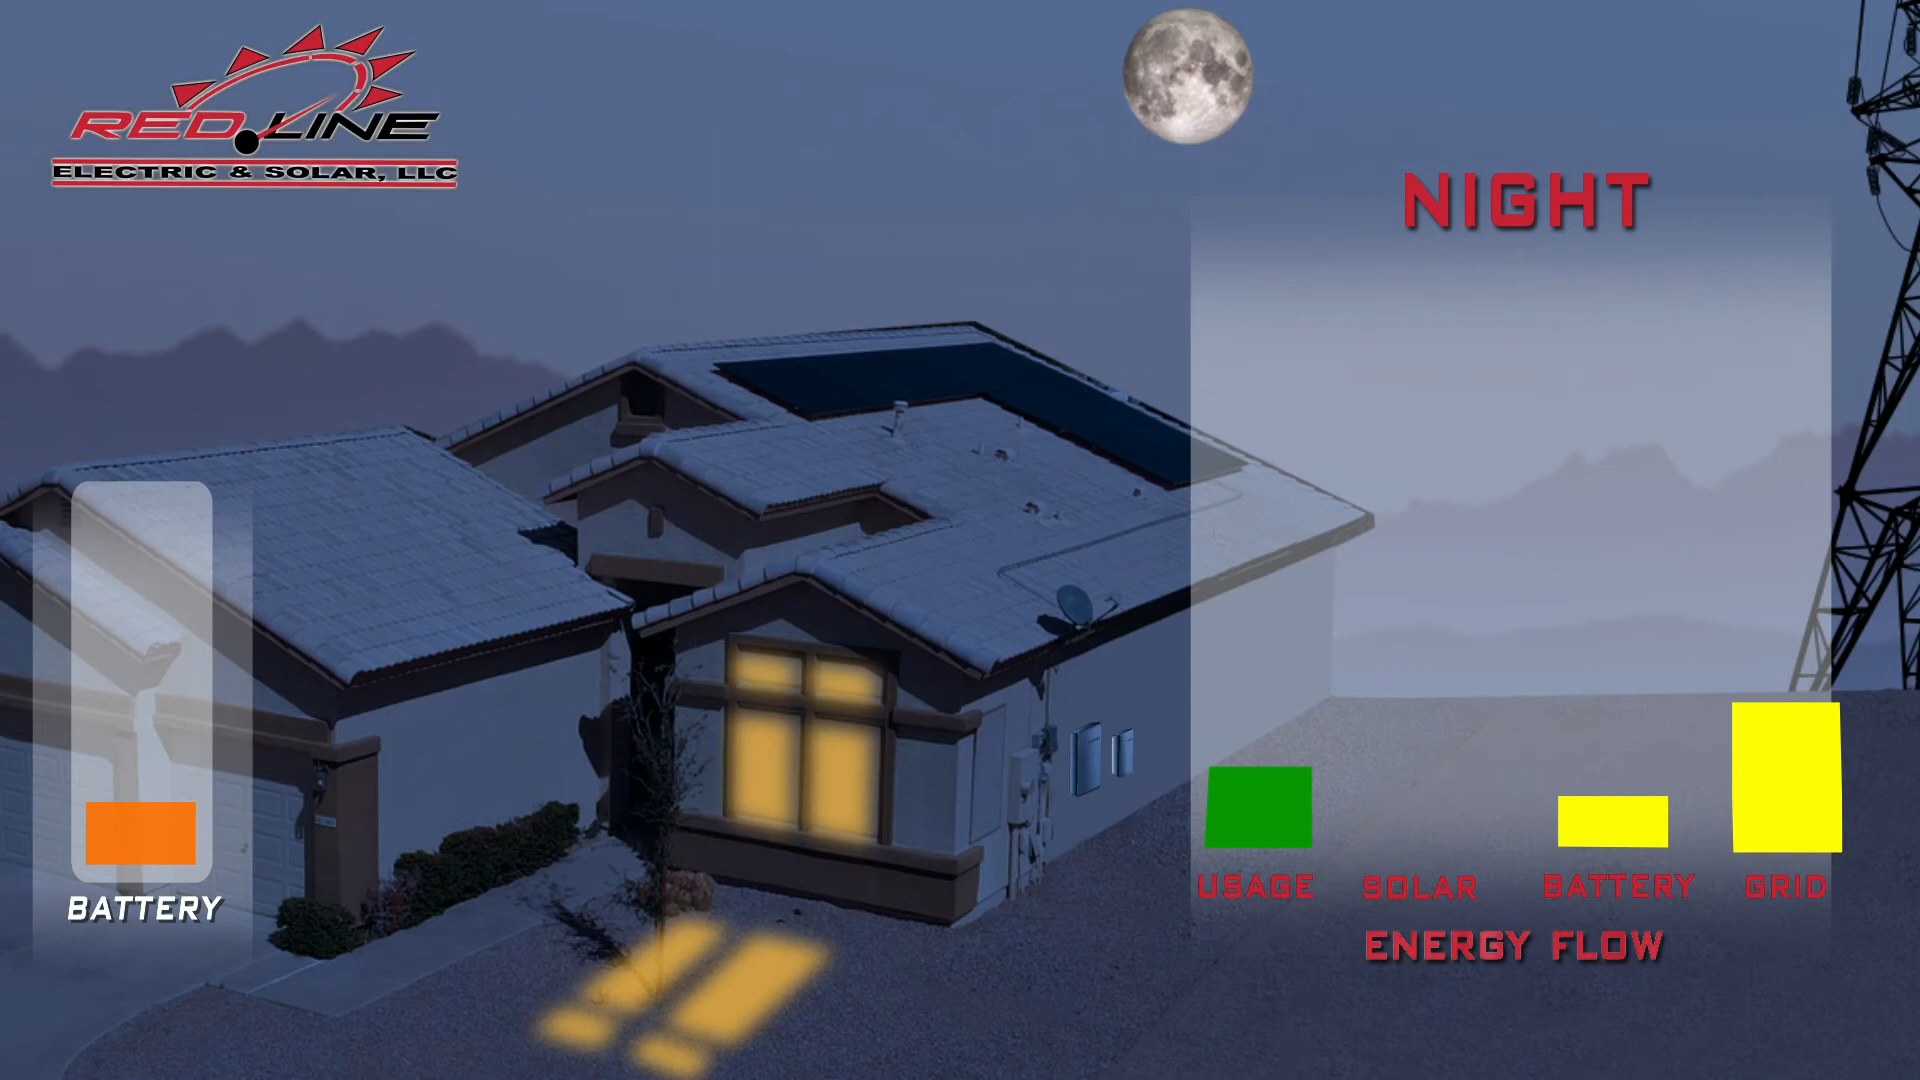 RED LINE
ELECTRIC & SOLAR, LLC
NIGHT
BATTERY
USAGE SOLAR BATTERY GRID
ENERGY FLOW